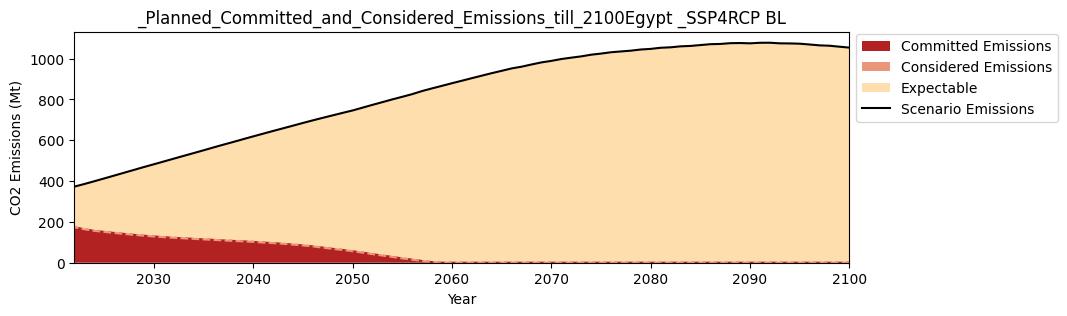 _Planned_Committed_and_Considered_Emissions_till_2100Egypt _SSP4RCP BL
CO2 Emissions (Mt)
1000
800
600
400
200
0
2030 2040 2050 2060 2070 2080 2090 2100
Year
Committed Emissions
Considered Emissions
Expectable
Scenario Emissions